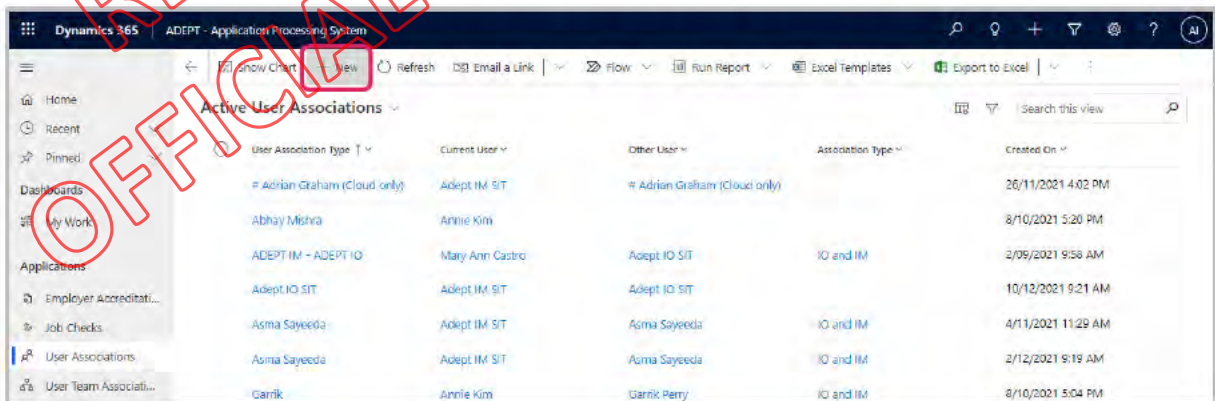 Dynamics 365 ADEPT - Application Processing System ? AI
Show Chart + New Refresh Email a Link Flow Run Report Excel Templates Export to Excel
Home
Recent
Pinned
Dashboards
My Work
Applications
Employer Accreditati...
Job Checks
User Associations
User Team Associati...
Active User Associations Search this view
User Association Type ↑ Current User Other User Association Type Created On
# Adrian Graham (Cloud only) Adept IM SIT # Adrian Graham (Cloud only) 26/11/2021 4:02 PM
Abhay Mishra Annie Kim 8/10/2021 5:20 PM
ADEPT IM - ADEPT IO Mary Ann Castro Adept IO SIT IO and IM 2/09/2021 9:58 AM
Adept IO SIT Adept IM SIT Adept IO SIT 10/12/2021 9:21 AM
Asma Sayeeda Adept IM SIT Asma Sayeeda IO and IM 4/11/2021 11:29 AM
Asma Sayeeda Adept IM SIT Asma Sayeeda IO and IM 2/12/2021 9:19 AM
Garrik Annie Kim Garrik Perry IO and IM 8/10/2021 5:04 PM
OFFICIAL